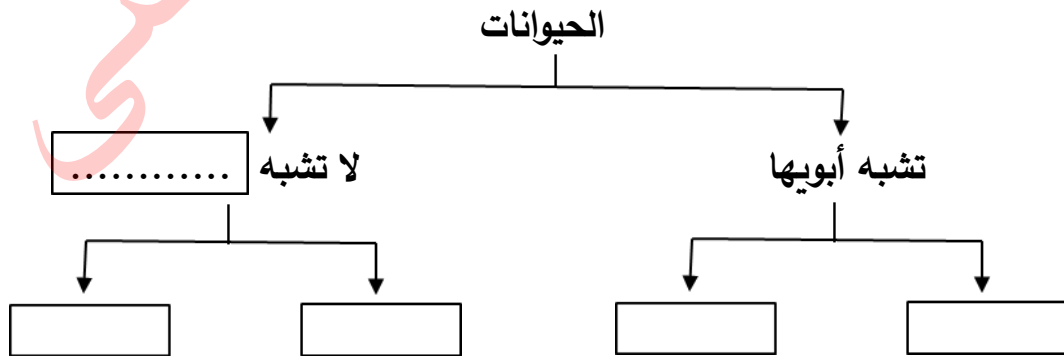 الحيوانات
تشبه أبويها
لا تشبه ............